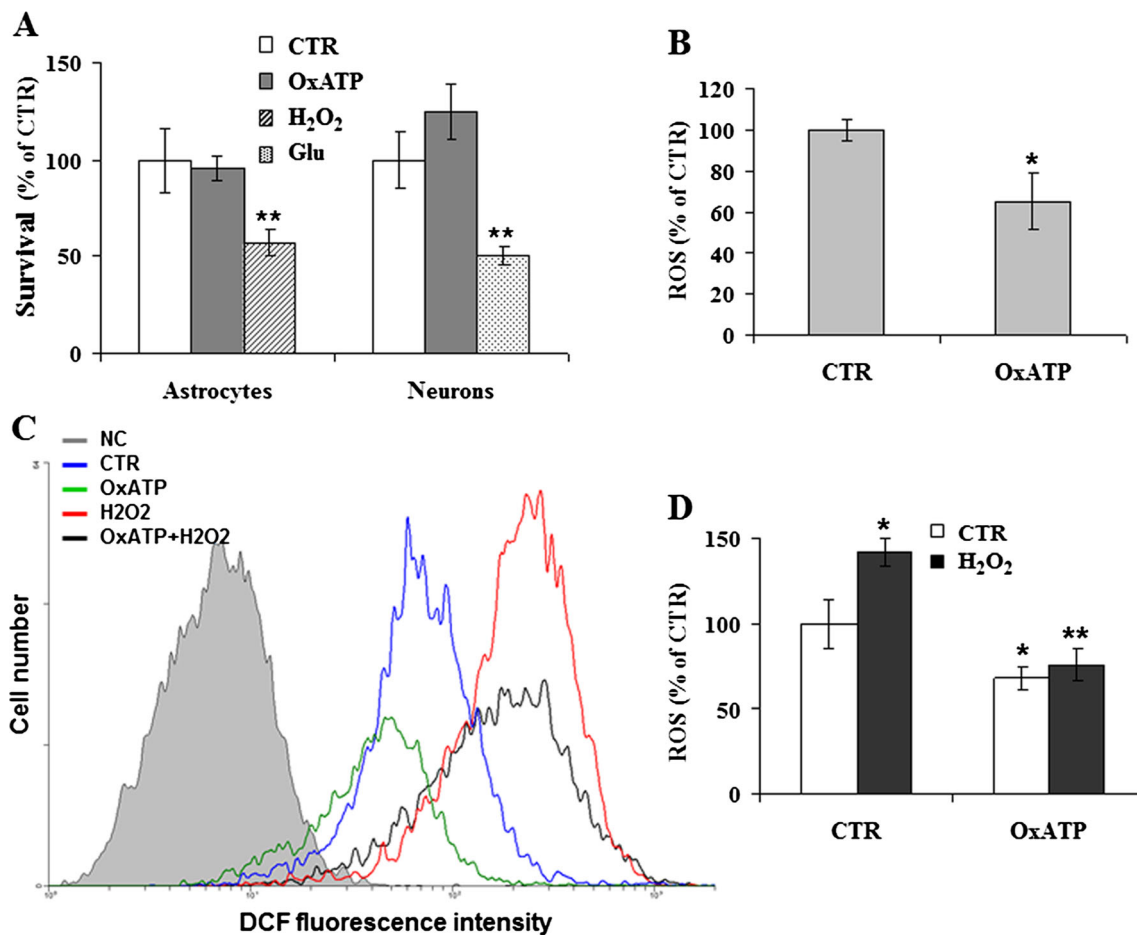 A
CTR
OxATP
H₂O₂
Glu
Survival (% of CTR)
150
100
50
0
**
**
Astrocytes
Neurons
B
ROS (% of CTR)
120
100
80
60
40
20
0
*
CTR
OxATP
C
NC
CTR
OxATP
H2O2
OxATP+H2O2
Cell number
DCF fluorescence intensity
D
CTR
H₂O₂
ROS (% of CTR)
150
100
50
0
*
*
**
CTR
OxATP